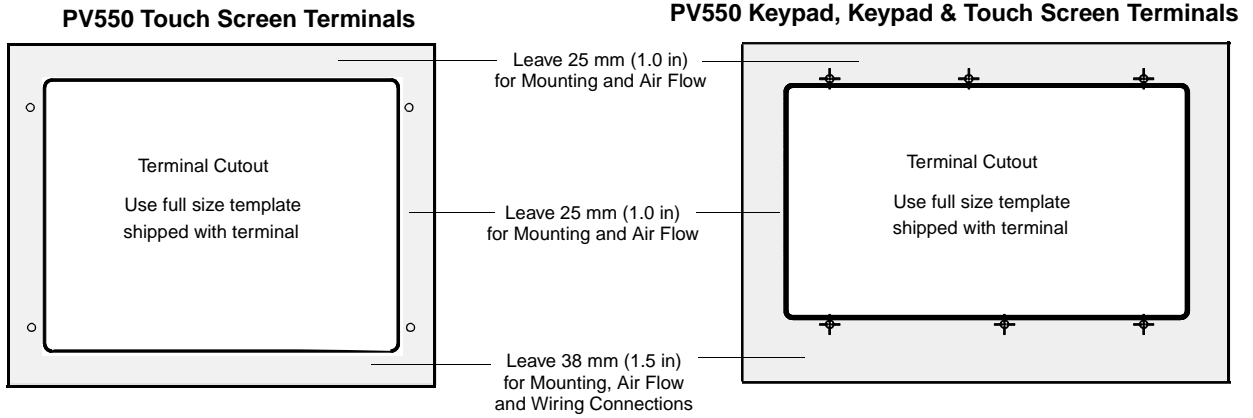 PV550 Touch Screen Terminals
PV550 Keypad, Keypad & Touch Screen Terminals
Leave 25 mm (1.0 in)
for Mounting and Air Flow
Terminal Cutout
Use full size template
shipped with terminal
Terminal Cutout
Use full size template
shipped with terminal
Leave 25 mm (1.0 in)
for Mounting and Air Flow
Leave 38 mm (1.5 in)
for Mounting, Air Flow
and Wiring Connections